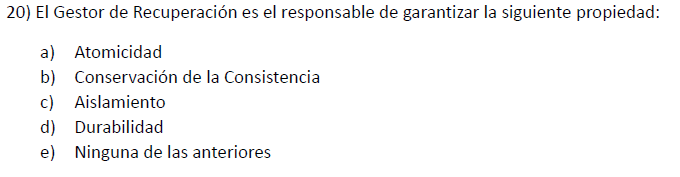 20) El Gestor de Recuperación es el responsable de garantizar la siguiente propiedad:
a) Atomicidad
b) Conservación de la Consistencia
c) Aislamiento
d) Durabilidad
e) Ninguna de las anteriores